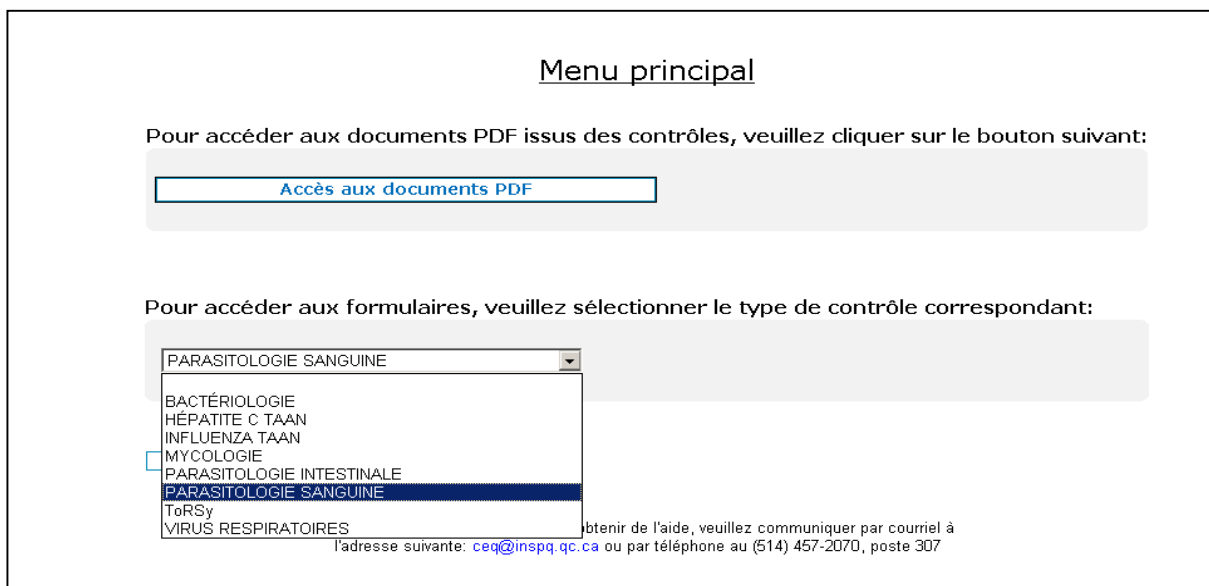 Menu principal
Pour accéder aux documents PDF issus des contrôles, veuillez cliquer sur le bouton suivant:
Accès aux documents PDF
Pour accéder aux formulaires, veuillez sélectionner le type de contrôle correspondant:
PARASITOLOGIE SANGUINE
BACTÉRIOLOGIE
HÉPATITE C TAAN
INFLUENZA TAAN
MYCOLOGIE
PARASITOLOGIE INTESTINALE
PARASITOLOGIE SANGUINE
ToRSy
VIRUS RESPIRATOIRES
obtenir de l'aide, veuillez communiquer par courriel à
l'adresse suivante: ceq@inspq.qc.ca ou par téléphone au (514) 457-2070, poste 307